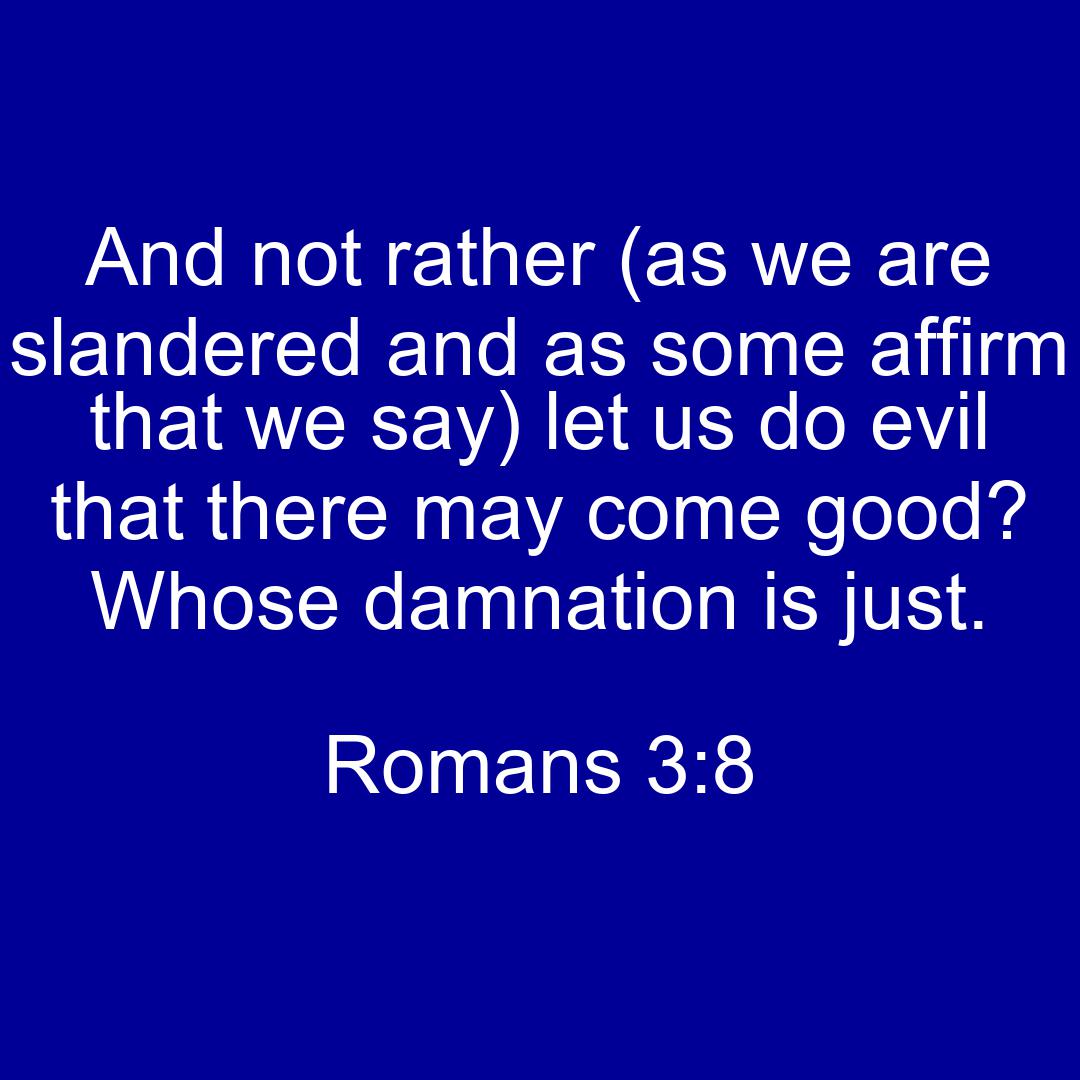 And not rather (as we are
slandered and as some affirm
that we say) let us do evil
that there may come good?
Whose damnation is just.
Romans 3:8